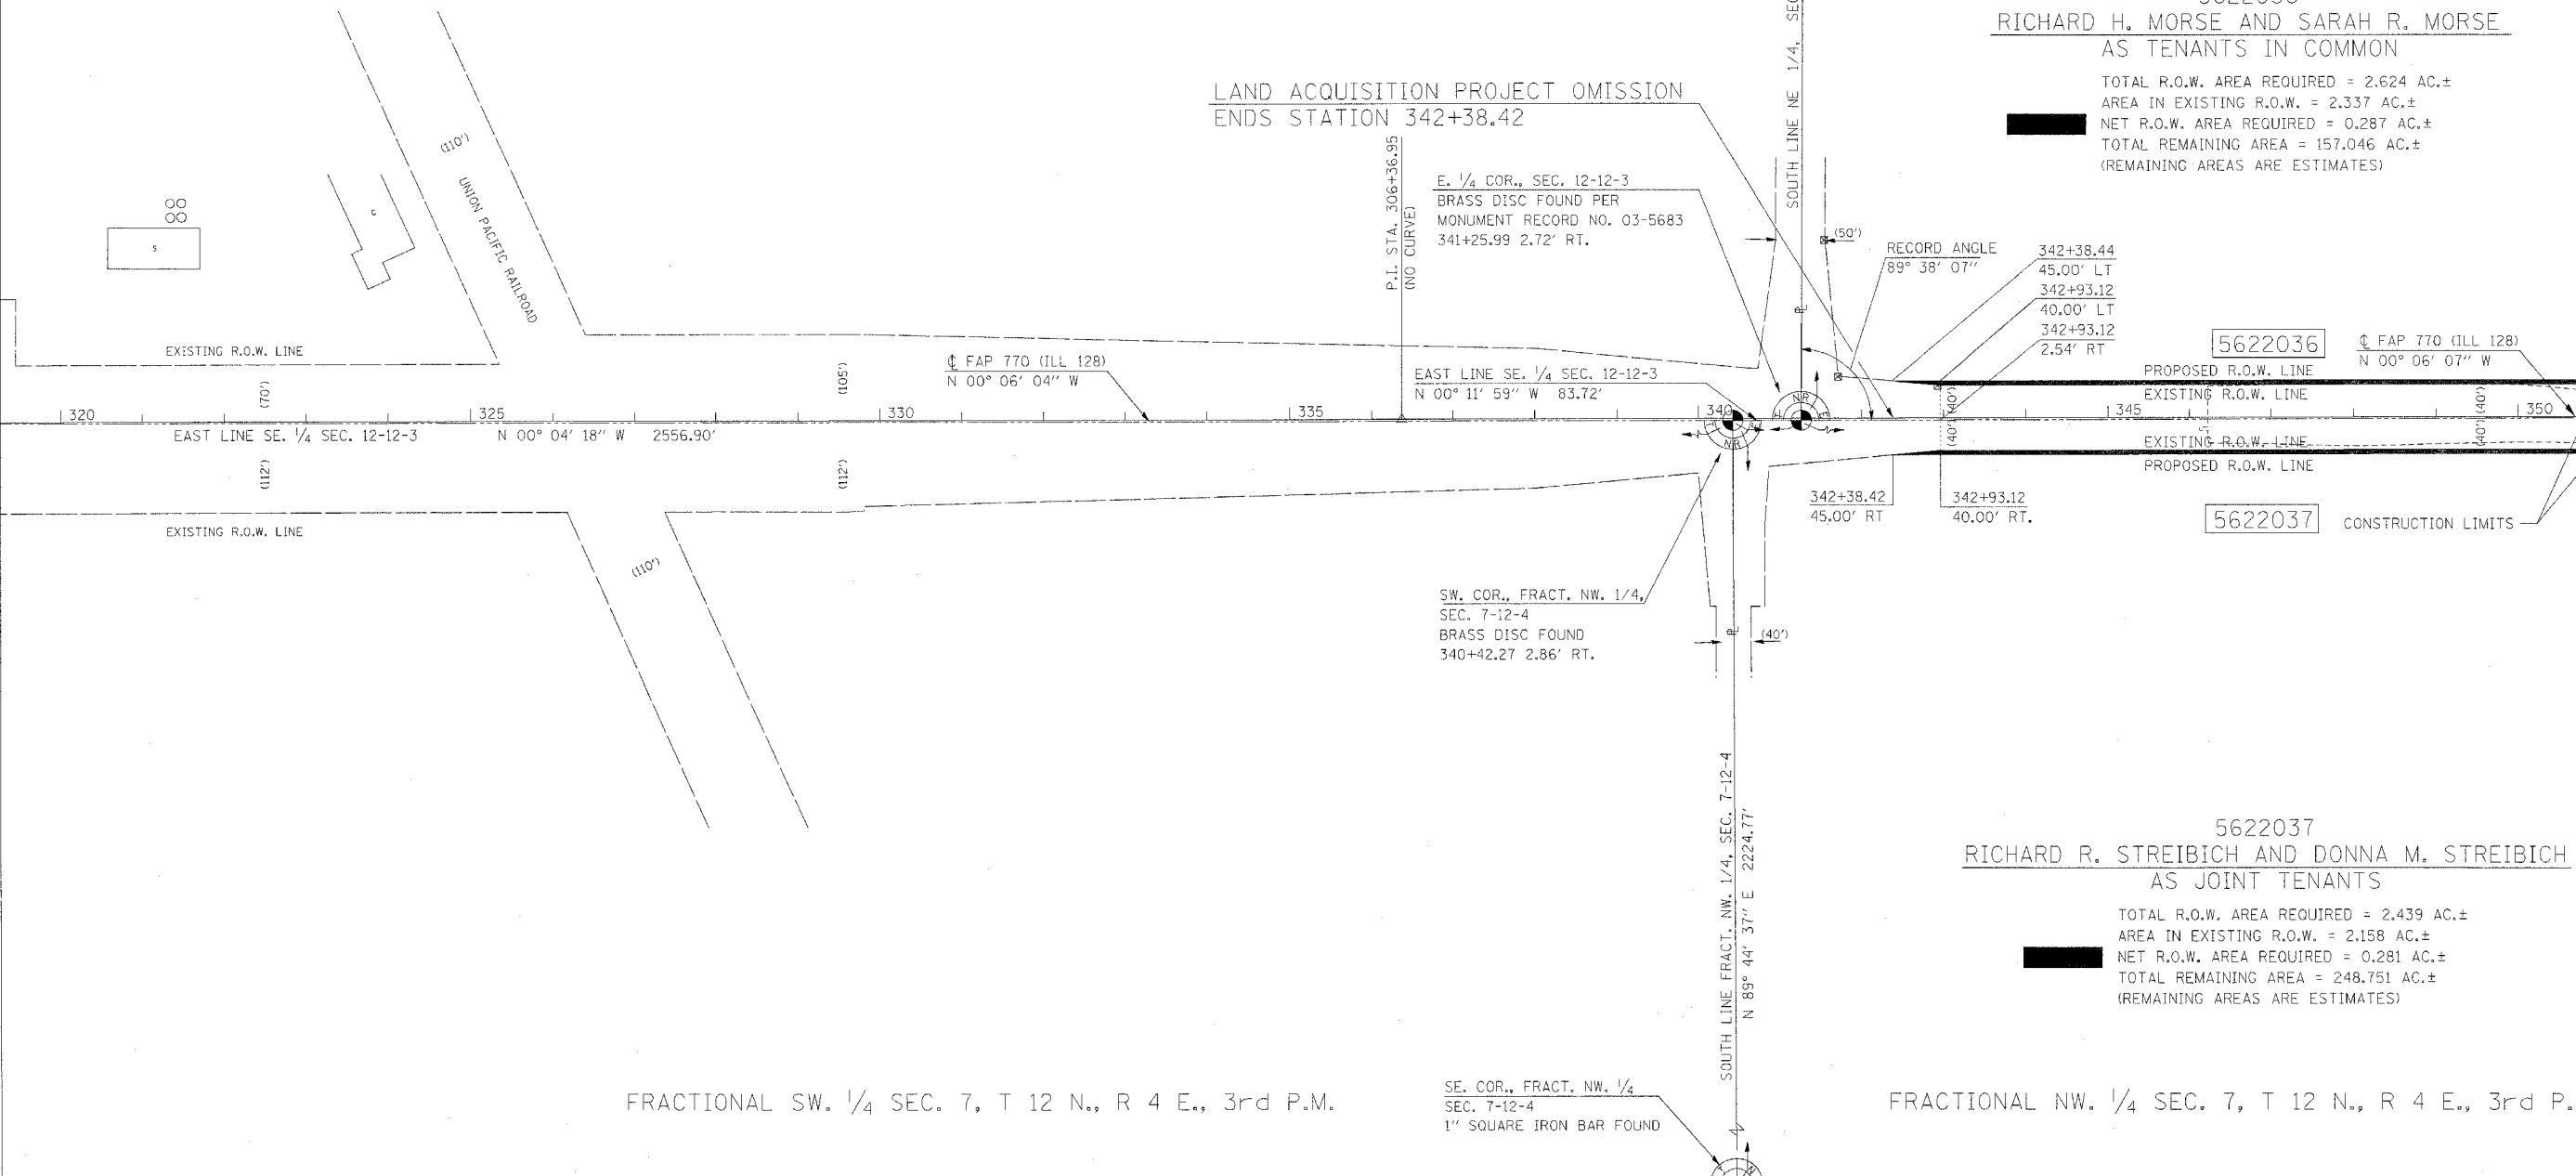 RICHARD H. MORSE AND SARAH R. MORSE
AS TENANTS IN COMMON
TOTAL R.O.W. AREA REQUIRED = 2.624 AC.±
AREA IN EXISTING R.O.W. = 2.337 AC.±
NET R.O.W. AREA REQUIRED = 0.287 AC.±
TOTAL REMAINING AREA = 157.046 AC.±
(REMAINING AREAS ARE ESTIMATES)
SOUTH LINE NE 1/4, SEC
LAND ACQUISITION PROJECT OMISSION
ENDS STATION 342+38.42
P.I. STA. 306+36.95
(NO CURVE)
E. 1/4 COR., SEC. 12-12-3
BRASS DISC FOUND PER
MONUMENT RECORD NO. 03-5683
341+25.99 2.72' RT.
(50')
RECORD ANGLE
89° 38' 07"
342+38.44
45.00' LT
342+93.12
40.00' LT
342+93.12
2.54' RT
(110')
UNION PACIFIC RAILROAD
S
C
EXISTING R.O.W. LINE
(70')
(105')
℄ FAP 770 (ILL 128)
N 00° 06' 04" W
EAST LINE SE. 1/4 SEC. 12-12-3
N 00° 11' 59" W 83.72'
5622036
℄ FAP 770 (ILL 128)
N 00° 06' 07" W
PROPOSED R.O.W. LINE
EXISTING R.O.W. LINE
320 325 330 335 340 345 350
(40') (40')
(40') (40')
EAST LINE SE. 1/4 SEC. 12-12-3 N 00° 04' 18" W 2556.90'
EXISTING R.O.W. LINE
PROPOSED R.O.W. LINE
(112')
(112')
EXISTING R.O.W. LINE
342+38.42
45.00' RT
342+93.12
40.00' RT.
5622037
CONSTRUCTION LIMITS
(110')
SW. COR., FRACT. NW. 1/4,
SEC. 7-12-4
BRASS DISC FOUND
340+42.27 2.86' RT.
(40')
SOUTH LINE FRACT. NW. 1/4, SEC. 7-12-4
N 89° 44' 37" E 2224.77'
5622037
RICHARD R. STREIBICH AND DONNA M. STREIBICH
AS JOINT TENANTS
TOTAL R.O.W. AREA REQUIRED = 2.439 AC.±
AREA IN EXISTING R.O.W. = 2.158 AC.±
NET R.O.W. AREA REQUIRED = 0.281 AC.±
TOTAL REMAINING AREA = 248.751 AC.±
(REMAINING AREAS ARE ESTIMATES)
FRACTIONAL SW. 1/4 SEC. 7, T 12 N., R 4 E., 3rd P.M.
SE. COR., FRACT. NW. 1/4
SEC. 7-12-4
1" SQUARE IRON BAR FOUND
FRACTIONAL NW. 1/4 SEC. 7, T 12 N., R 4 E., 3rd P.